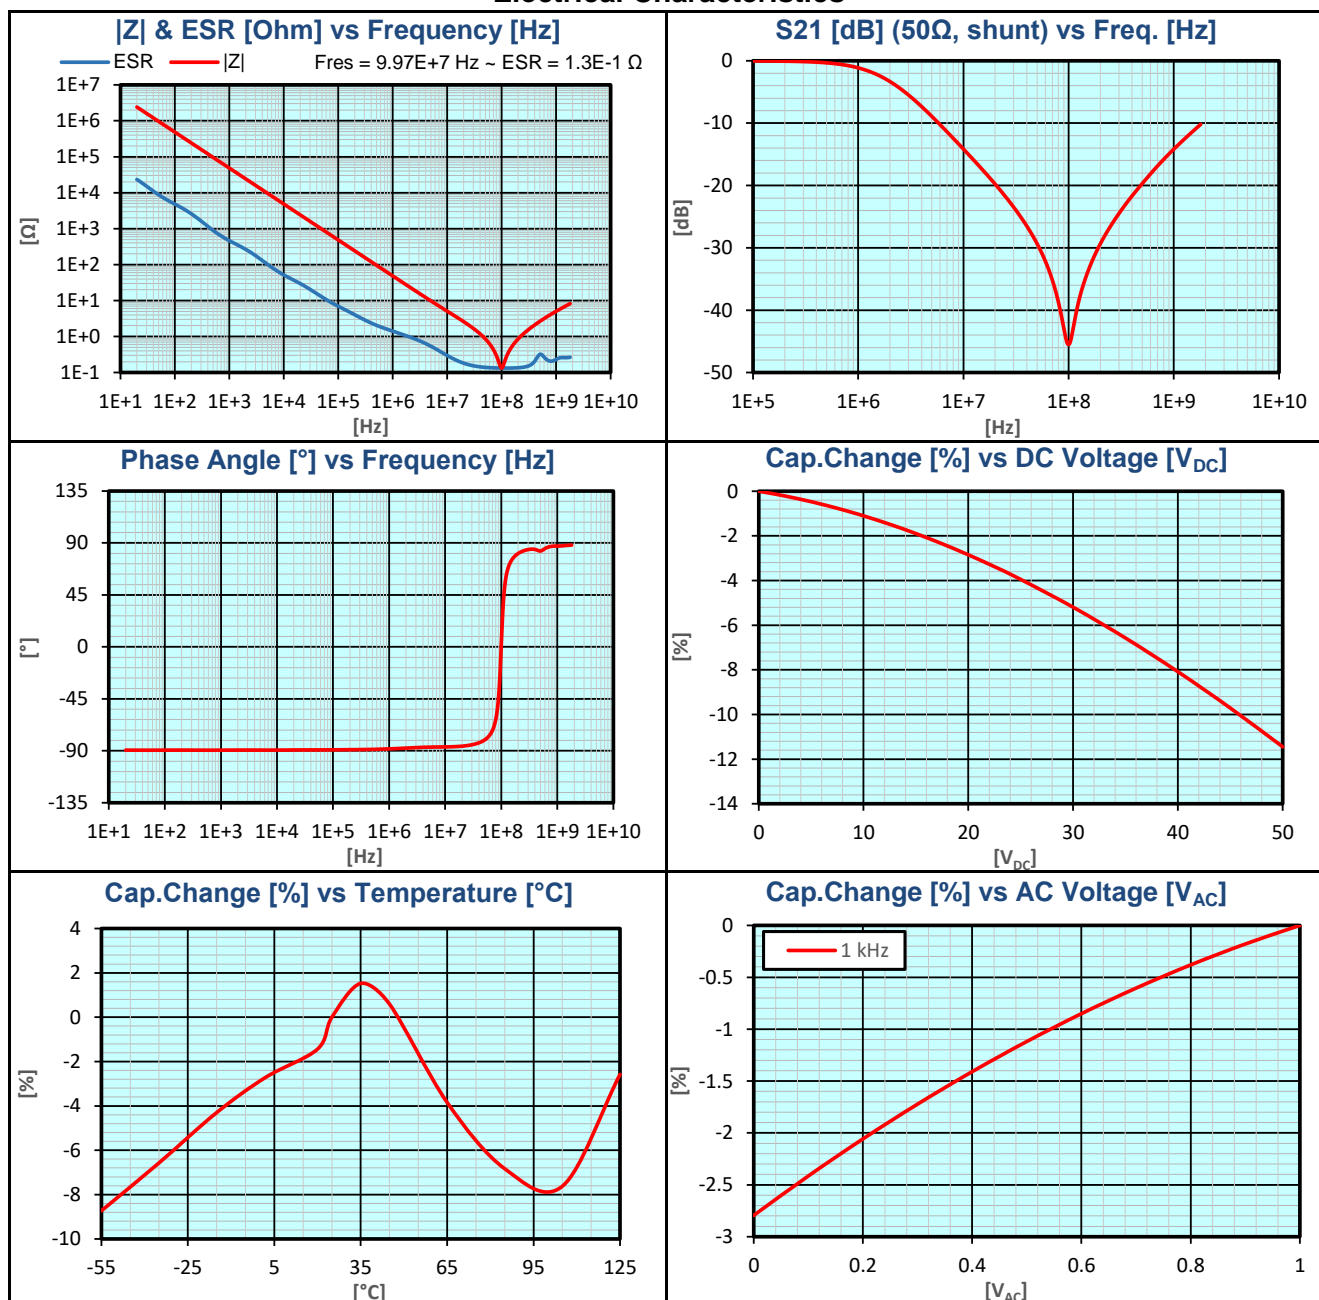 |Z| & ESR [Ohm] vs Frequency [Hz]
ESR |Z| Fres = 9.97E+7 Hz ~ ESR = 1.3E-1 Ω
1E+7
1E+6
1E+5
1E+4
1E+3
1E+2
1E+1
1E+0
1E-1
[Ω]
1E+1 1E+2 1E+3 1E+4 1E+5 1E+6 1E+7 1E+8 1E+9 1E+10
[Hz]
S21 [dB] (50Ω, shunt) vs Freq. [Hz]
0
-10
-20
-30
-40
-50
[dB]
1E+5 1E+6 1E+7 1E+8 1E+9 1E+10
[Hz]
Phase Angle [°] vs Frequency [Hz]
135
90
45
0
-45
-90
-135
[°]
1E+1 1E+2 1E+3 1E+4 1E+5 1E+6 1E+7 1E+8 1E+9 1E+10
[Hz]
Cap.Change [%] vs DC Voltage [VDC]
0
-2
-4
-6
-8
-10
-12
-14
[%]
0 10 20 30 40 50
[VDC]
Cap.Change [%] vs Temperature [°C]
4
2
0
-2
-4
-6
-8
-10
[%]
-55 -25 5 35 65 95 125
[°C]
Cap.Change [%] vs AC Voltage [VAC]
1 kHz
0
-0.5
-1
-1.5
-2
-2.5
-3
[%]
0 0.2 0.4 0.6 0.8 1
[VAC]